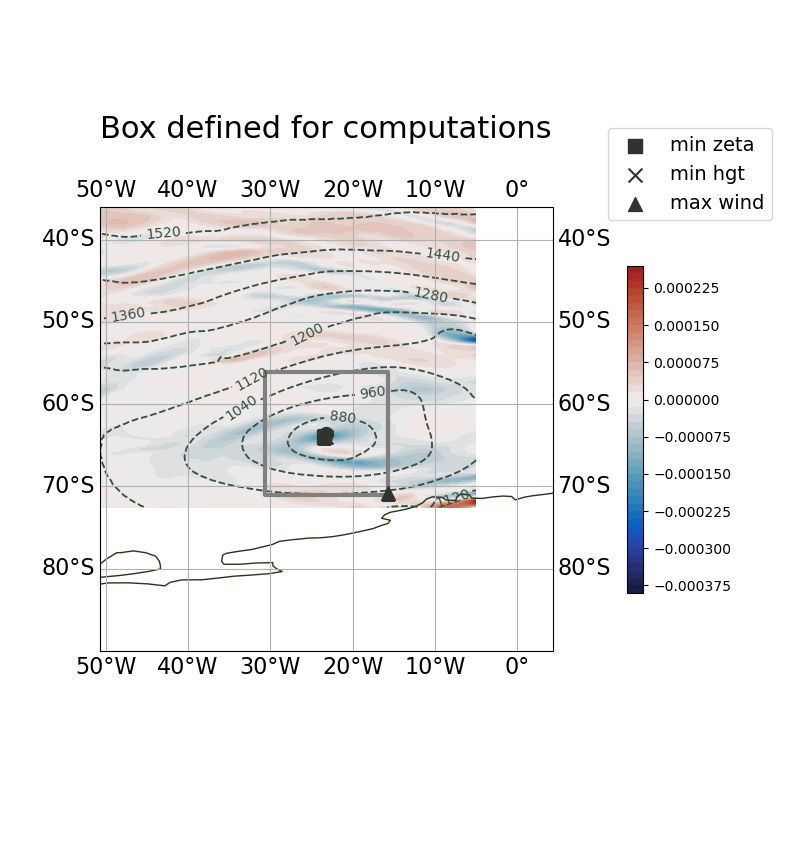 Box defined for computations
min zeta
min hgt
max wind
50°W 40°W 30°W 20°W 10°W 0°
40°S 40°S
50°S 50°S
60°S 60°S
70°S 70°S
80°S 80°S
50°W 40°W 30°W 20°W 10°W 0°
1520
1440
1280
1360
1200
1120
960
1040
880
1120
0.000225
0.000150
0.000075
0.000000
−0.000075
−0.000150
−0.000225
−0.000300
−0.000375